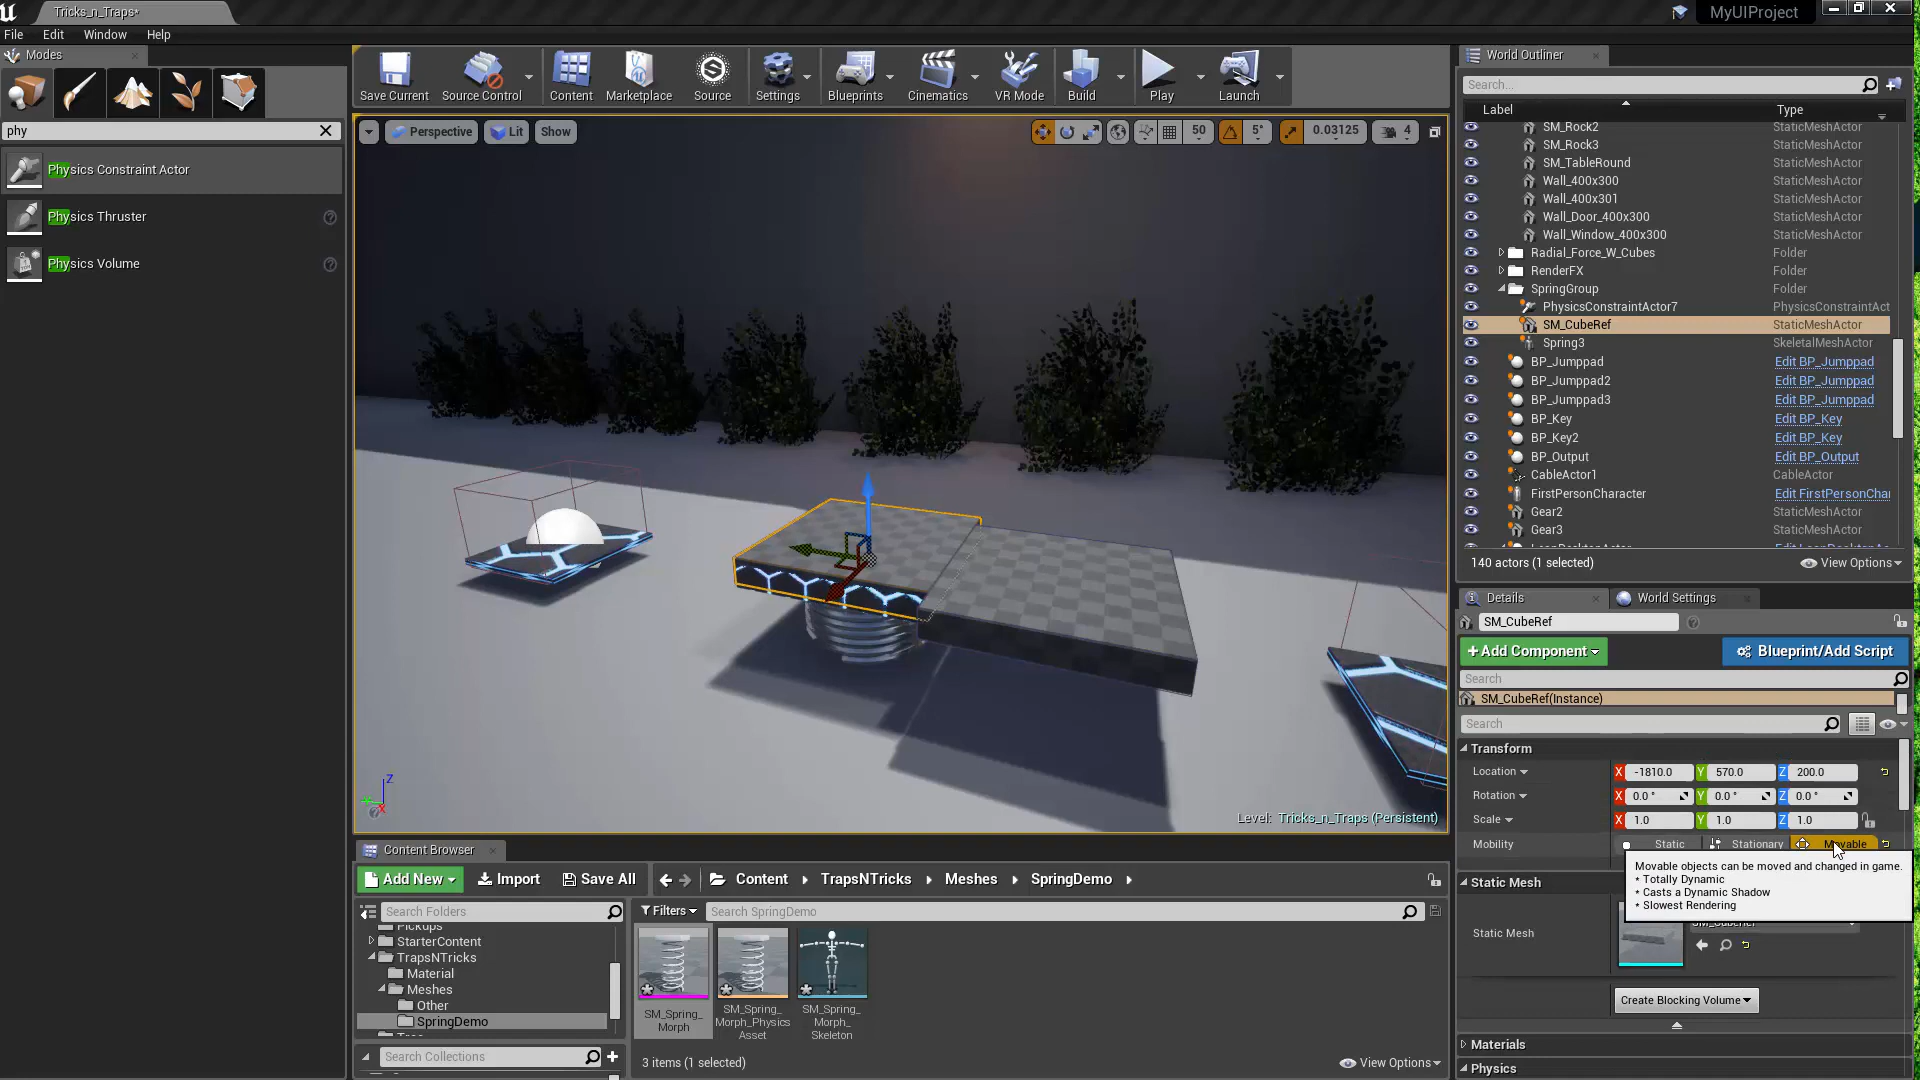 Tricks_n_Traps*
MyUIProject
File
Edit
Window
Help
Modes
phy
Physics Constraint Actor
Physics Thruster
Physics Volume
Save Current
Source Control
Content
Marketplace
Source
Settings
Blueprints
Cinematics
VR Mode
Build
Play
Launch
Perspective
Lit
Show
50
5°
0.03125
4
Z
X
Level: Tricks_n_Traps (Persistent)
World Outliner
Search...
Label
Type
SM_Rock2 StaticMeshActor
SM_Rock3 StaticMeshActor
SM_TableRound StaticMeshActor
Wall_400x300 StaticMeshActor
Wall_400x301 StaticMeshActor
Wall_Door_400x300 StaticMeshActor
Wall_Window_400x300 StaticMeshActor
Radial_Force_W_Cubes Folder
RenderFX Folder
SpringGroup Folder
PhysicsConstraintActor7 PhysicsConstraintAct
SM_CubeRef StaticMeshActor
Spring3 SkeletalMeshActor
BP_Jumppad Edit BP_Jumppad
BP_Jumppad2 Edit BP_Jumppad
BP_Jumppad3 Edit BP_Jumppad
BP_Key Edit BP_Key
BP_Key2 Edit BP_Key
BP_Output Edit BP_Output
CableActor1 CableActor
FirstPersonCharacter Edit FirstPersonChar
Gear2 StaticMeshActor
Gear3 StaticMeshActor
140 actors (1 selected)
View Options
Details
World Settings
SM_CubeRef
+Add Component
Blueprint/Add Script
Search
SM_CubeRef(Instance)
Search
Transform
Location X -1810.0 Y 570.0 Z 200.0
Rotation X 0.0 ° Y 0.0 ° Z 0.0 °
Scale X 1.0 Y 1.0 Z 1.0
Mobility Static Stationary Movable
Movable objects can be moved and changed in game.
* Totally Dynamic
* Casts a Dynamic Shadow
* Slowest Rendering
Static Mesh
Static Mesh
Create Blocking Volume
Materials
Physics
Content Browser
Add New
Import
Save All
Content
TrapsNTricks
Meshes
SpringDemo
Search Folders
Pickups
StarterContent
TrapsNTricks
Material
Meshes
Other
SpringDemo
Search Collections
Filters
Search SpringDemo
SM_Spring_
Morph
SM_Spring_
Morph_Physics
Asset
SM_Spring_
Morph_
Skeleton
3 items (1 selected)
View Options